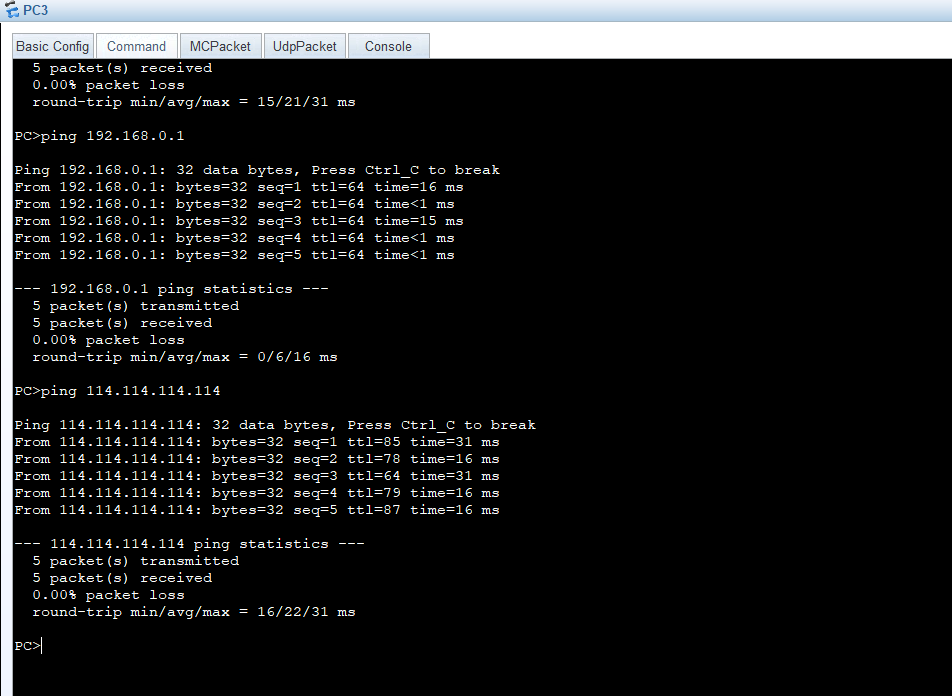 PC3
Basic Config Command MCPacket UdpPacket Console
5 packet(s) received
0.00% packet loss
round-trip min/avg/max = 15/21/31 ms
PC>ping 192.168.0.1
Ping 192.168.0.1: 32 data bytes, Press Ctrl_C to break
From 192.168.0.1: bytes=32 seq=1 ttl=64 time=16 ms
From 192.168.0.1: bytes=32 seq=2 ttl=64 time<1 ms
From 192.168.0.1: bytes=32 seq=3 ttl=64 time=15 ms
From 192.168.0.1: bytes=32 seq=4 ttl=64 time<1 ms
From 192.168.0.1: bytes=32 seq=5 ttl=64 time<1 ms
--- 192.168.0.1 ping statistics ---
5 packet(s) transmitted
5 packet(s) received
0.00% packet loss
round-trip min/avg/max = 0/6/16 ms
PC>ping 114.114.114.114
Ping 114.114.114.114: 32 data bytes, Press Ctrl_C to break
From 114.114.114.114: bytes=32 seq=1 ttl=85 time=31 ms
From 114.114.114.114: bytes=32 seq=2 ttl=78 time=16 ms
From 114.114.114.114: bytes=32 seq=3 ttl=64 time=31 ms
From 114.114.114.114: bytes=32 seq=4 ttl=79 time=16 ms
From 114.114.114.114: bytes=32 seq=5 ttl=87 time=16 ms
--- 114.114.114.114 ping statistics ---
5 packet(s) transmitted
5 packet(s) received
0.00% packet loss
round-trip min/avg/max = 16/22/31 ms
PC>